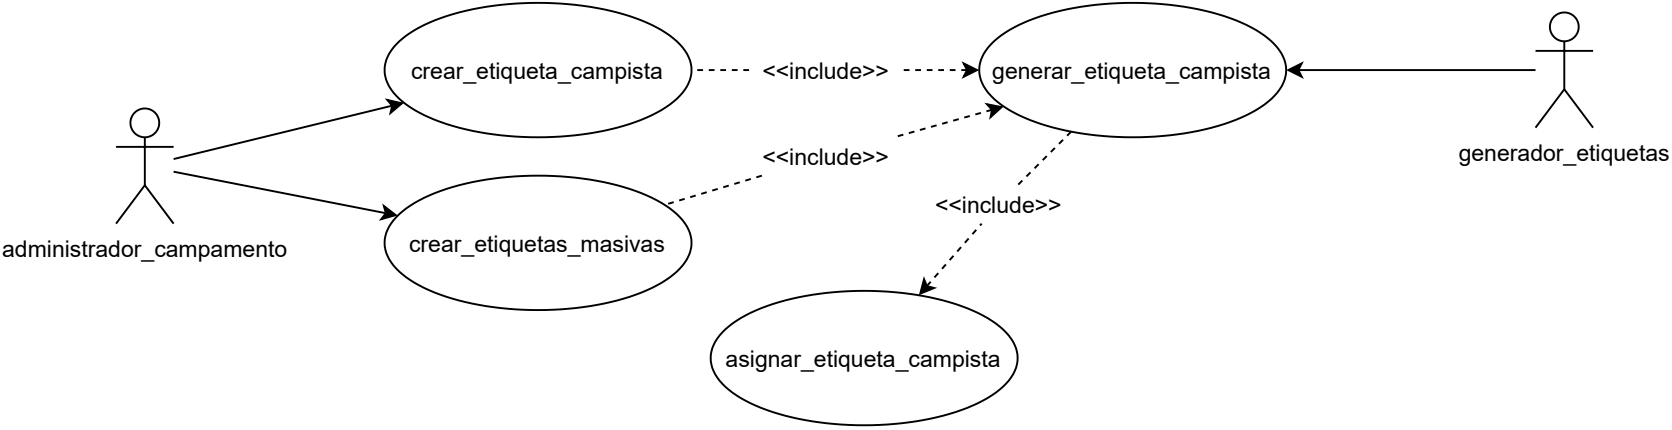 crear_etiqueta_campista
<<include>>
generar_etiqueta_campista
generador_etiquetas
<<include>>
administrador_campamento
crear_etiquetas_masivas
<<include>>
asignar_etiqueta_campista